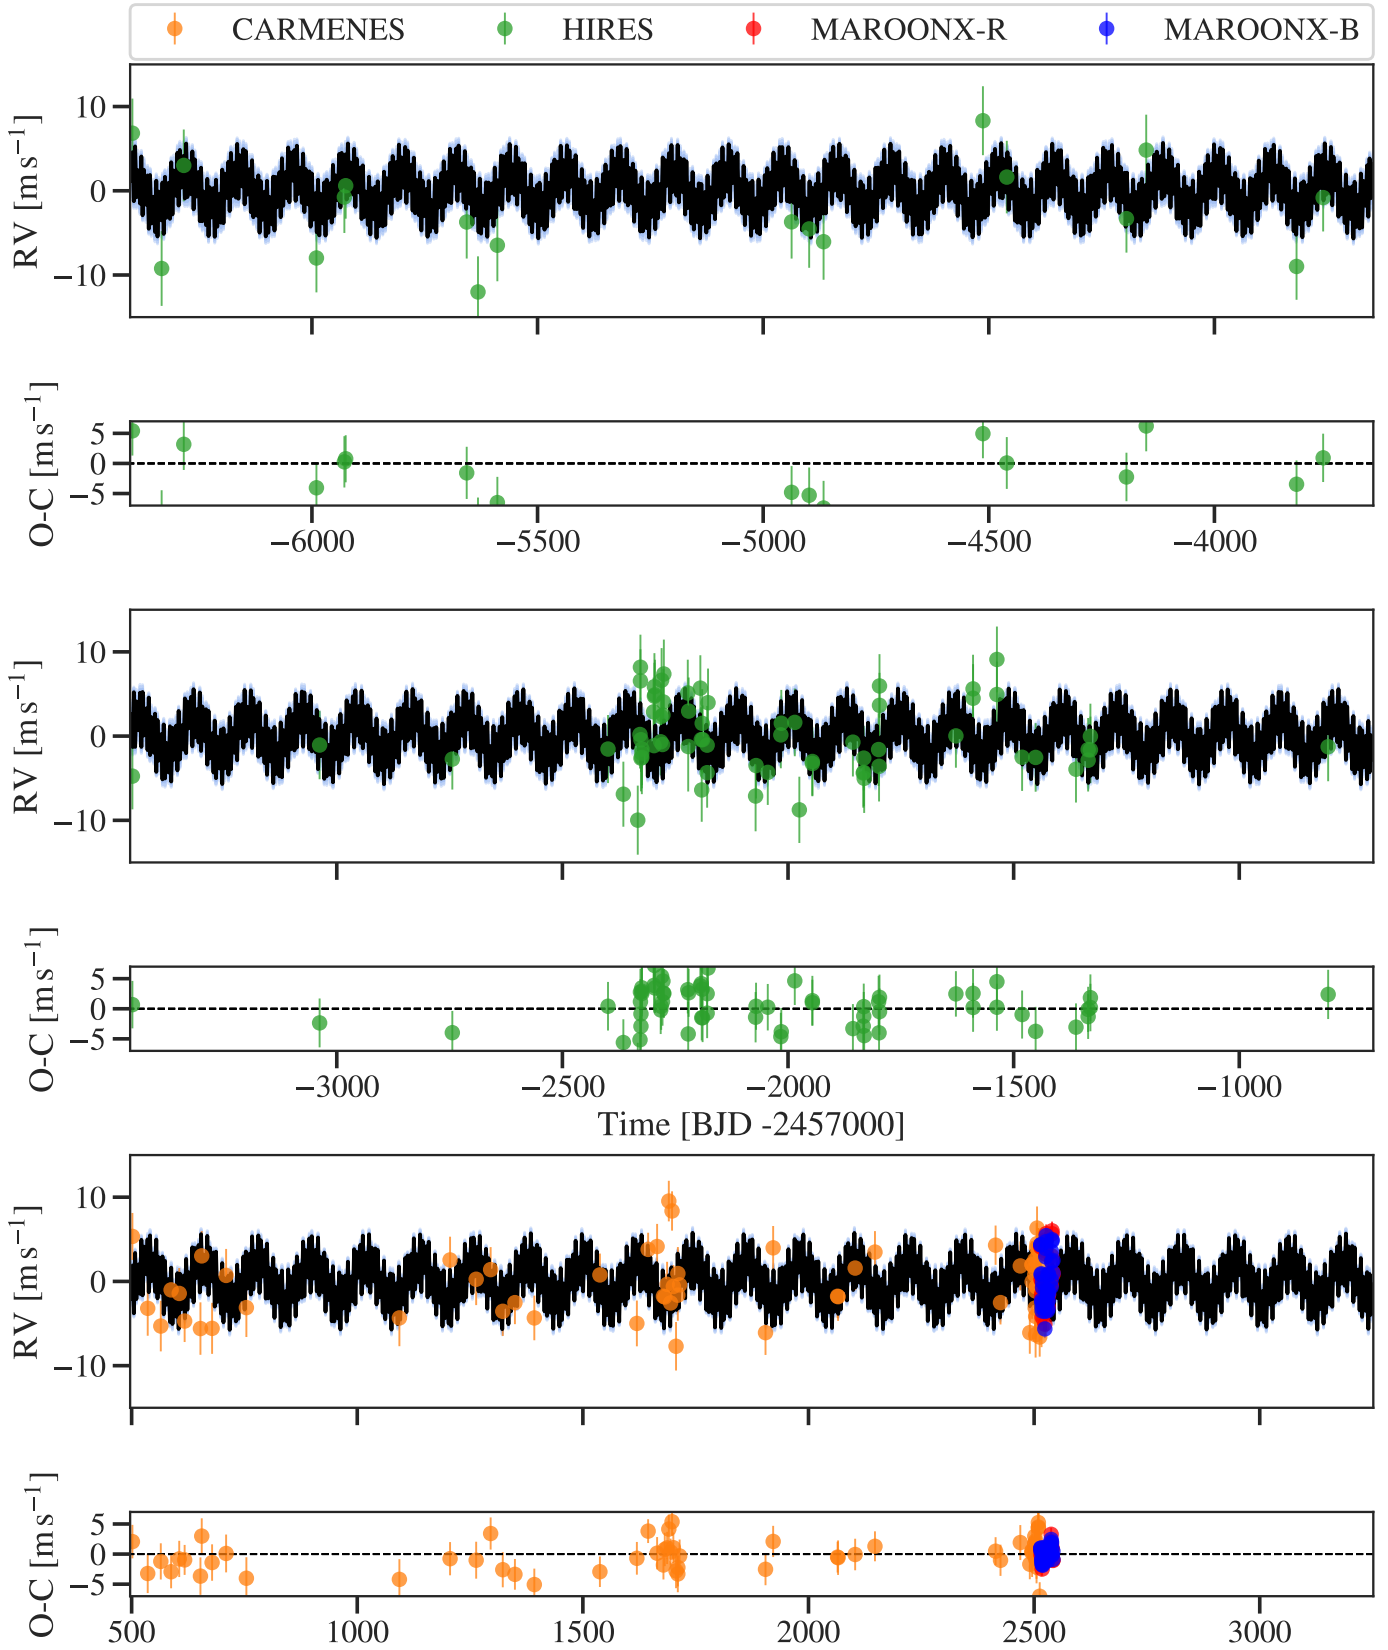 CARMENES HIRES MAROONX-R MAROONX-B
RV [m s⁻¹]
10
0
−10
O-C [m s⁻¹]
5
0
−5
−6000 −5500 −5000 −4500 −4000
RV [m s⁻¹]
10
0
−10
O-C [m s⁻¹]
5
0
−5
−3000 −2500 −2000 −1500 −1000
Time [BJD -2457000]
RV [m s⁻¹]
10
0
−10
O-C [m s⁻¹]
5
0
−5
500 1000 1500 2000 2500 3000